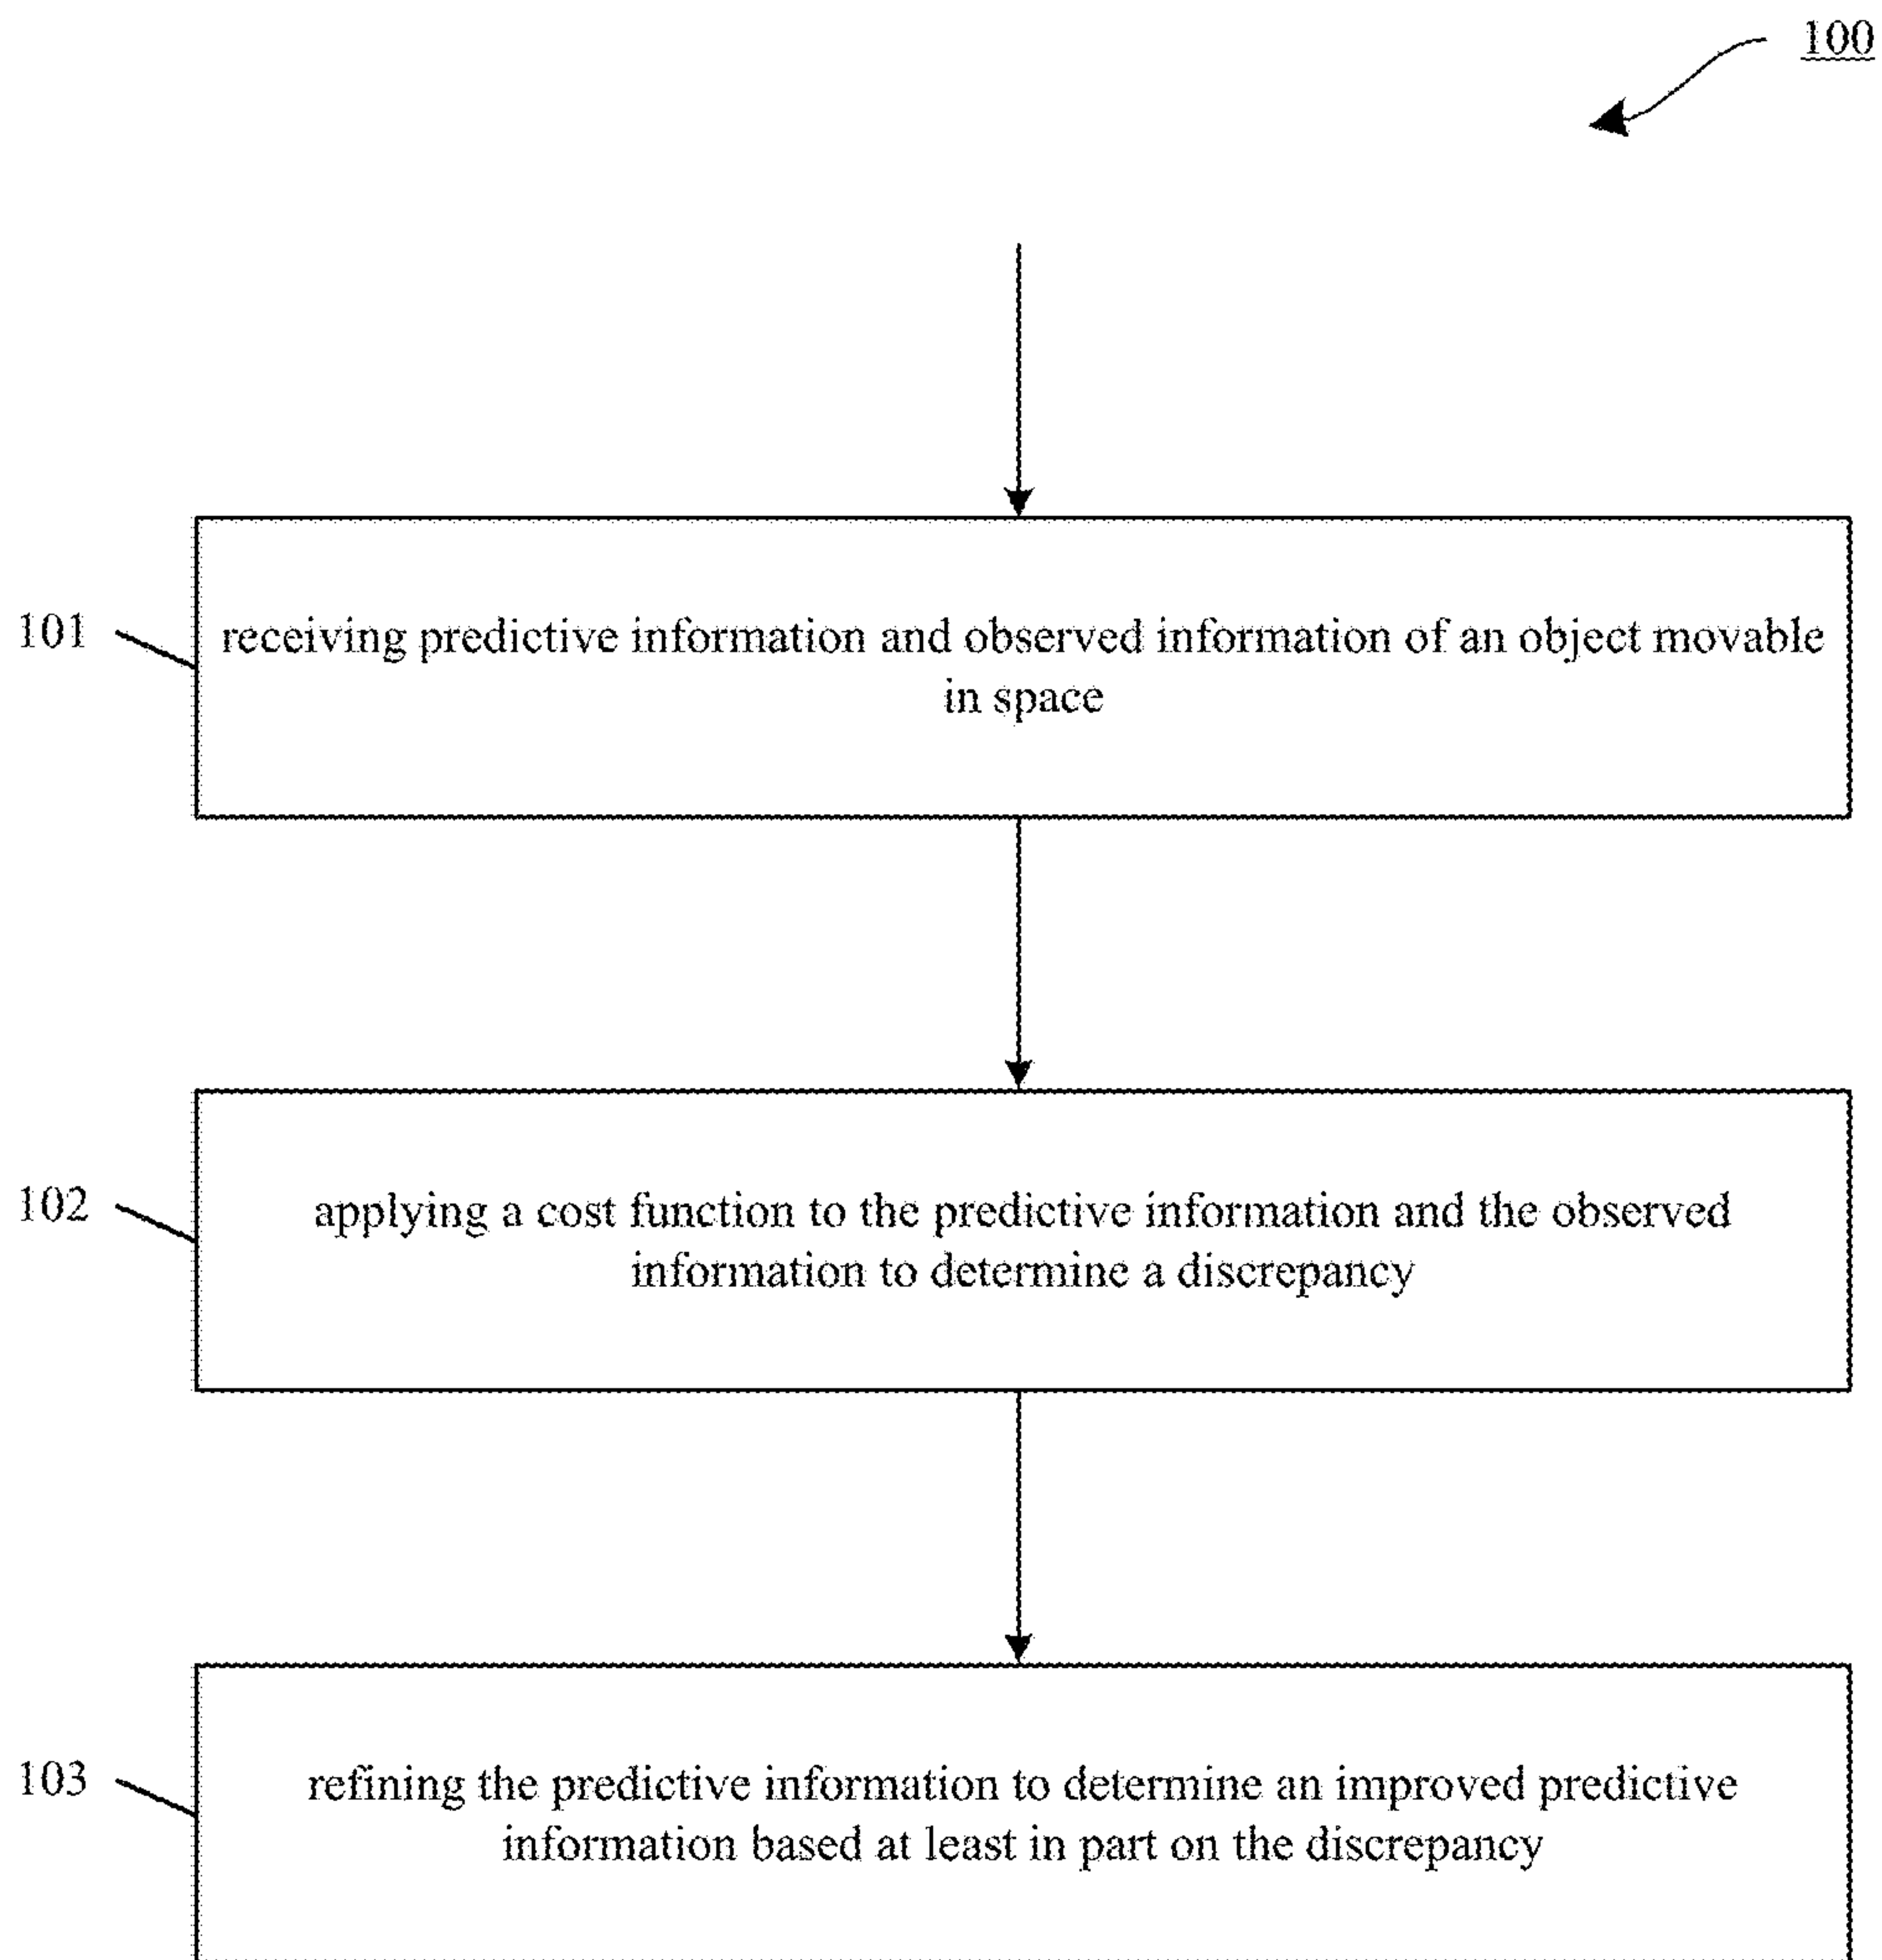 100
101
receiving predictive information and observed information of an object movable
in space
102
applying a cost function to the predictive information and the observed
information to determine a discrepancy
103
refining the predictive information to determine an improved predictive
information based at least in part on the discrepancy